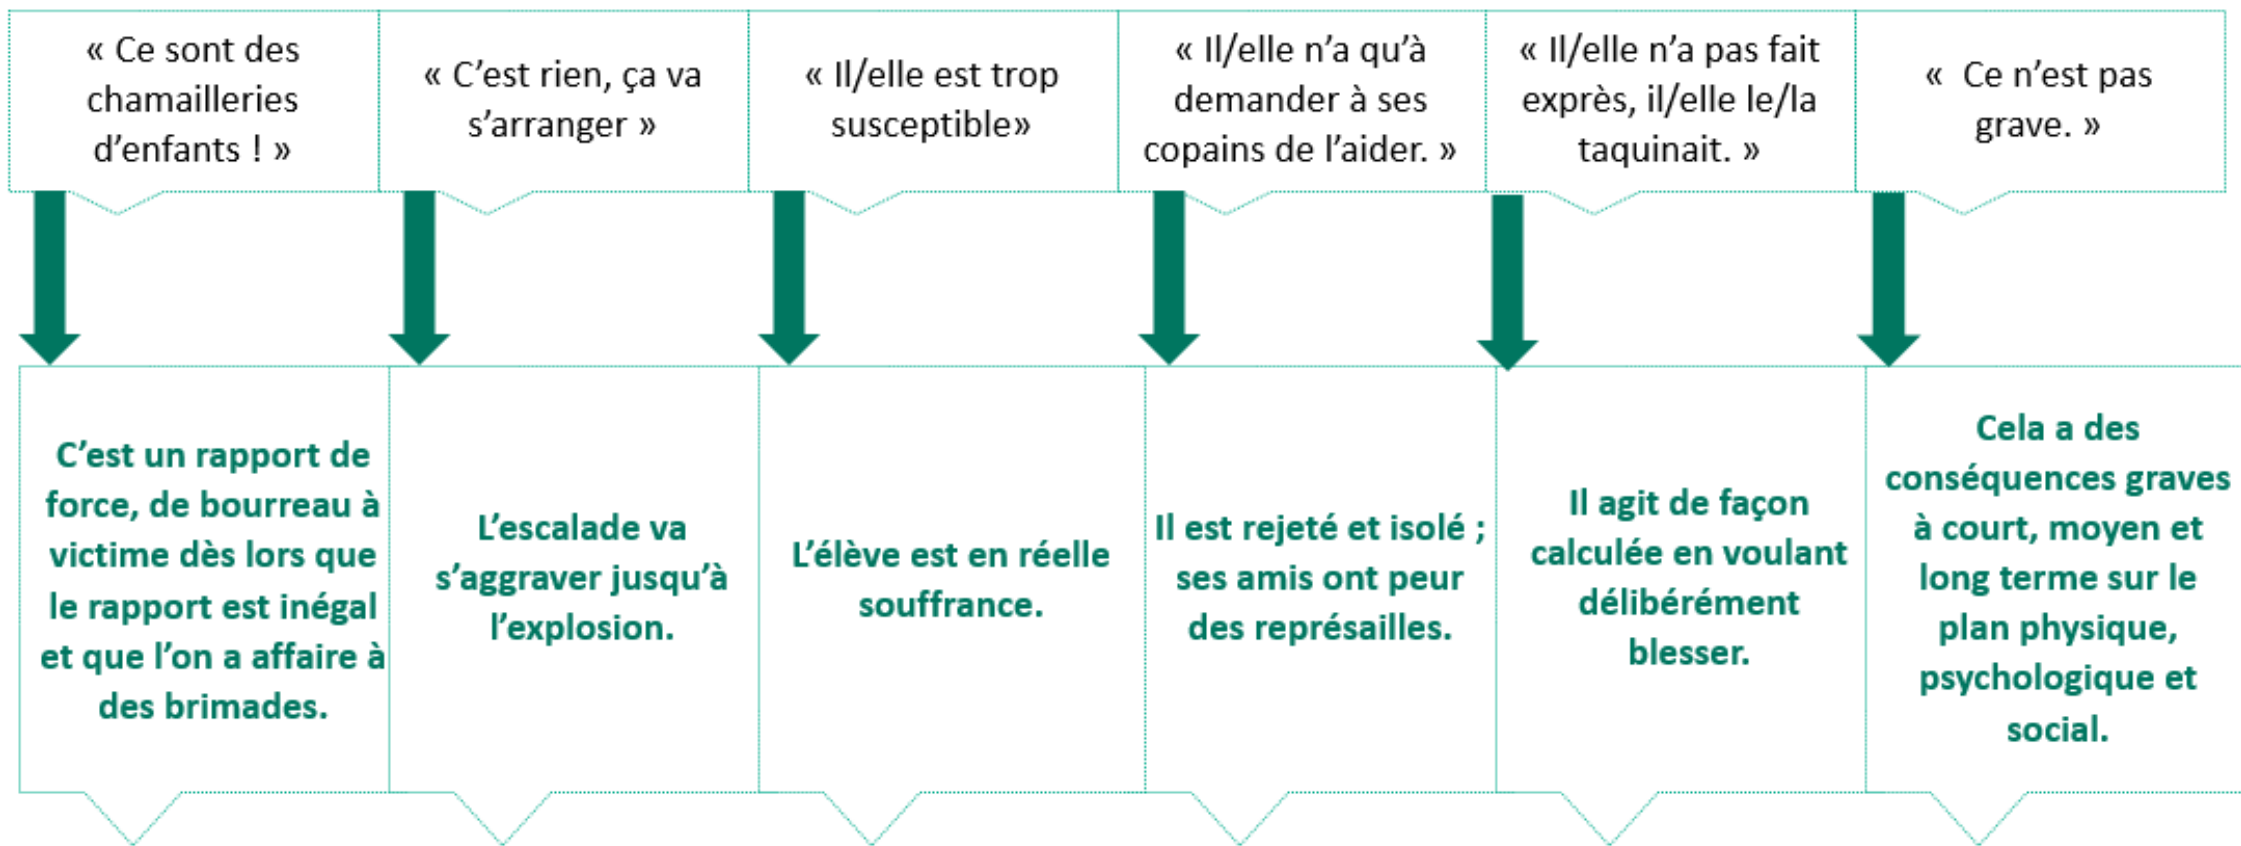 « Ce sont des
chamailleries
d’enfants ! »
« C’est rien, ça va
s’arranger »
« Il/elle est trop
susceptible»
« Il/elle n’a qu’à
demander à ses
copains de l’aider. »
« Il/elle n’a pas fait
exprès, il/elle le/la
taquinait. »
«  Ce n’est pas
grave. »
C’est un rapport de
force, de bourreau à
victime dès lors que
le rapport est inégal
et que l’on a affaire à
des brimades.
L’escalade va
s’aggraver jusqu’à
l’explosion.
L’élève est en réelle
souffrance.
Il est rejeté et isolé ;
ses amis ont peur
des représailles.
Il agit de façon
calculée en voulant
délibérément
blesser.
Cela a des
conséquences graves
à court, moyen et
long terme sur le
plan physique,
psychologique et
social.